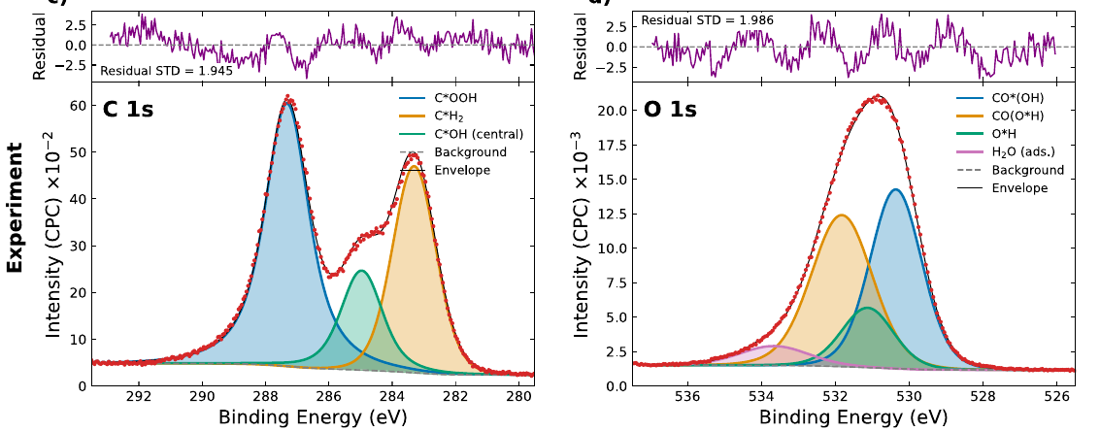 c)
Residual
2.5
0.0
−2.5
Residual STD = 1.945
Experiment
Intensity (CPC) ×10−2
60
50
40
30
20
10
0
C 1s
C*OOH
C*H2
C*OH (central)
Background
Envelope
292
290
288
286
284
282
280
Binding Energy (eV)
d)
Residual
2.5
0.0
−2.5
Residual STD = 1.986
Intensity (CPC) ×10−3
20.0
17.5
15.0
12.5
10.0
7.5
5.0
2.5
0.0
O 1s
CO*(OH)
CO(O*H)
O*H
H2O (ads.)
Background
Envelope
536
534
532
530
528
526
Binding Energy (eV)